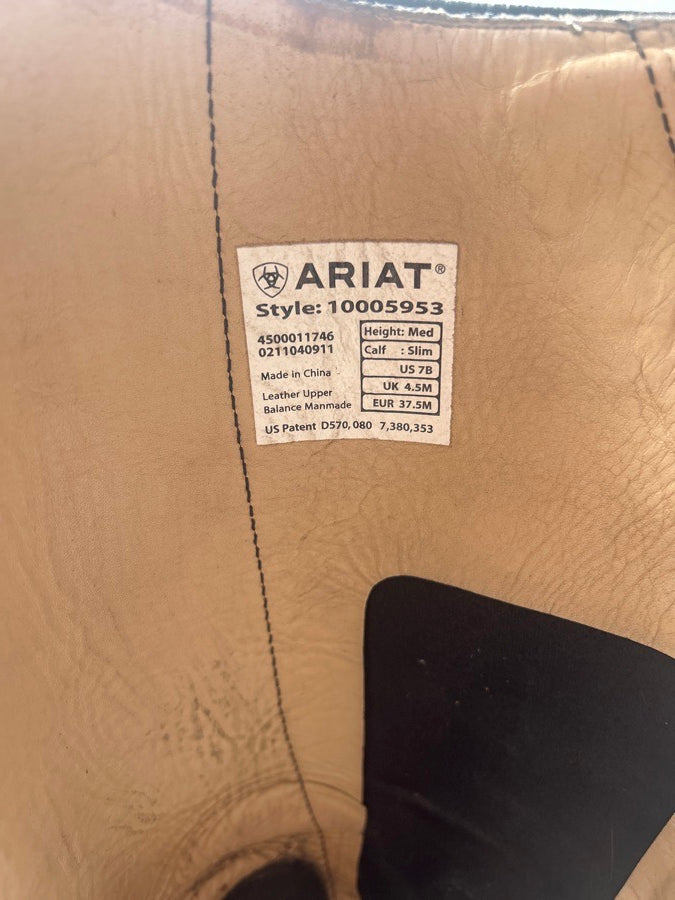 ARIAT®
Style: 10005953
4500011746
0211040911
Made in China
Leather Upper
Balance Manmade
Height: Med
Calf : Slim
US 7B
UK 4.5M
EUR 37.5M
US Patent D570,080 7,380,353